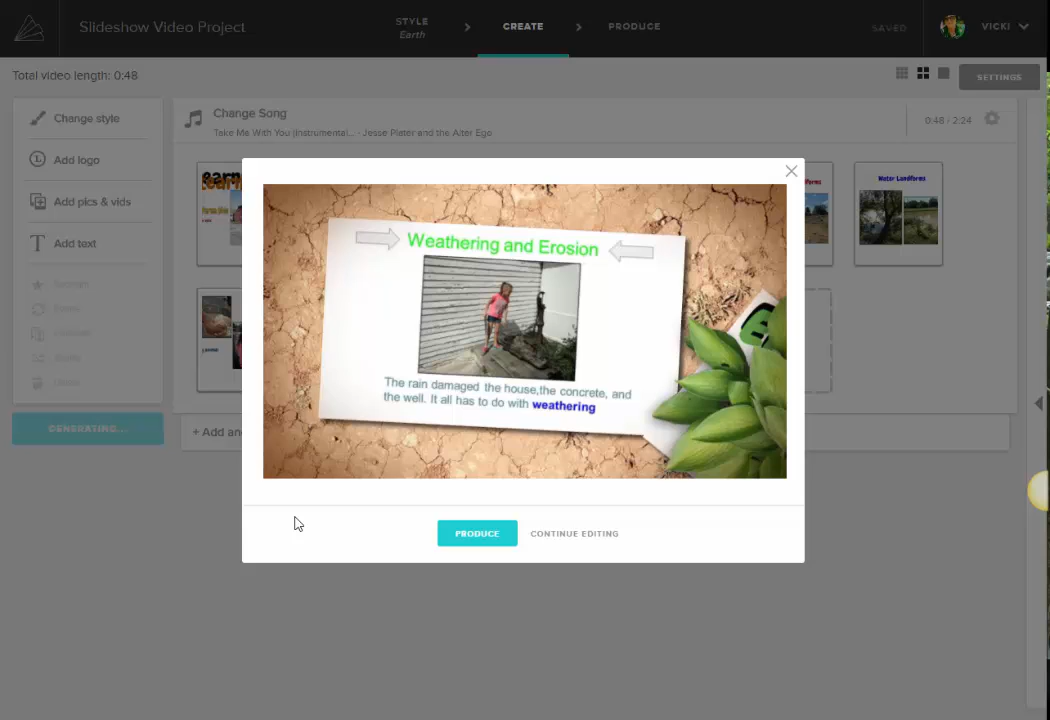 Slideshow Video Project
STYLE
Earth
CREATE
PRODUCE
SAVED
VICKI
Total video length: 0:48
SETTINGS
Change style
Add logo
Add pics & vids
Add text
GENERATING...
Change Song
Take Me With You (Instrumental... - Jesse Plater and the Alter Ego
0:48 / 2:24
Water Landforms
Weathering and Erosion
The rain damaged the house,the concrete, and
the well. It all has to do with weathering
+ Add an
PRODUCE
CONTINUE EDITING